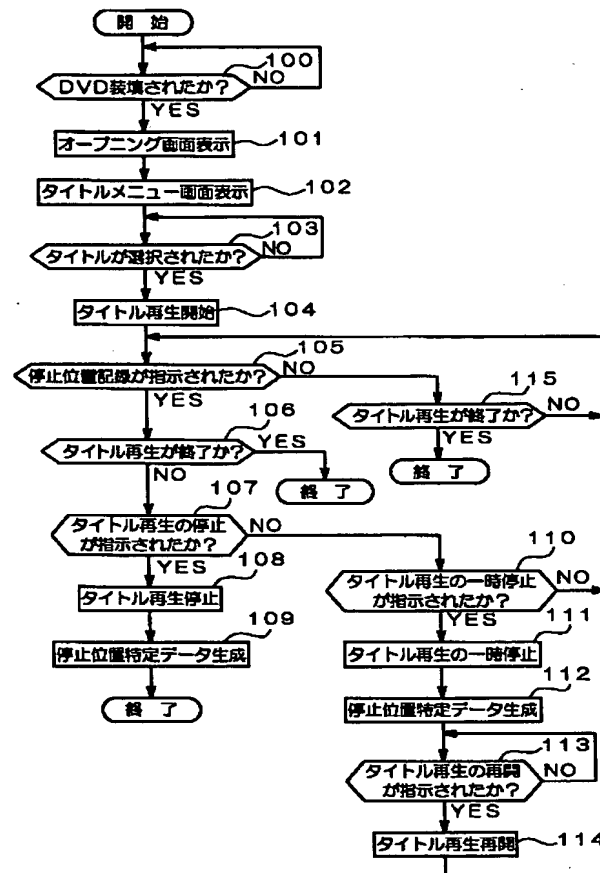 開始
100
DVD装填されたか?
NO
YES
オープニング画面表示
101
タイトルメニュー画面表示
102
103
タイトルが選択されたか?
NO
YES
タイトル再生開始
104
105
停止位置記録が指示されたか?
NO
YES
115
タイトル再生が終了か?
NO
YES
終了
106
タイトル再生が終了か?
YES
NO
終了
107
タイトル再生の停止
が指示されたか?
NO
YES
108
タイトル再生停止
109
停止位置特定データ生成
終了
110
タイトル再生の一時停止
が指示されたか?
NO
YES
111
タイトル再生の一時停止
112
停止位置特定データ生成
113
タイトル再生の再開
が指示されたか?
NO
YES
タイトル再生再開
114